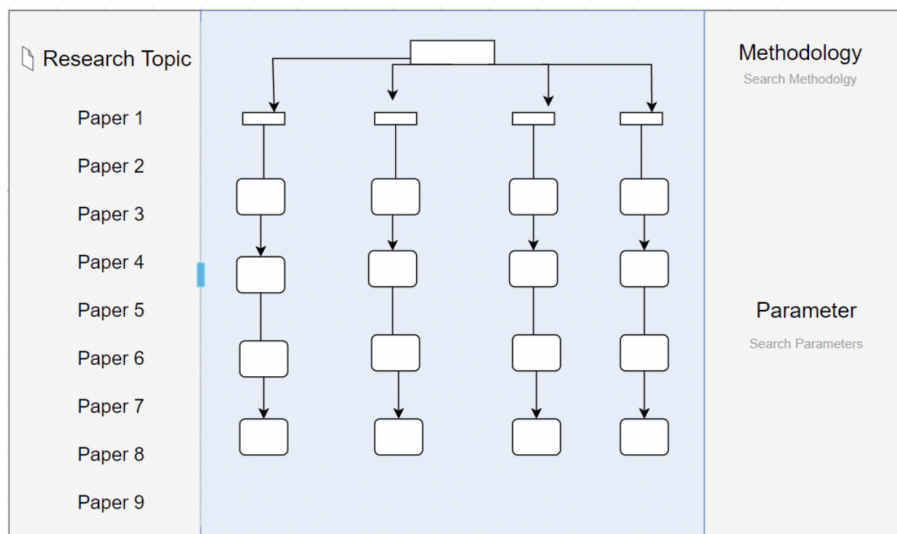 Research Topic
Paper 1
Paper 2
Paper 3
Paper 4
Paper 5
Paper 6
Paper 7
Paper 8
Paper 9
Methodology
Search Methodolgy
Parameter
Search Parameters